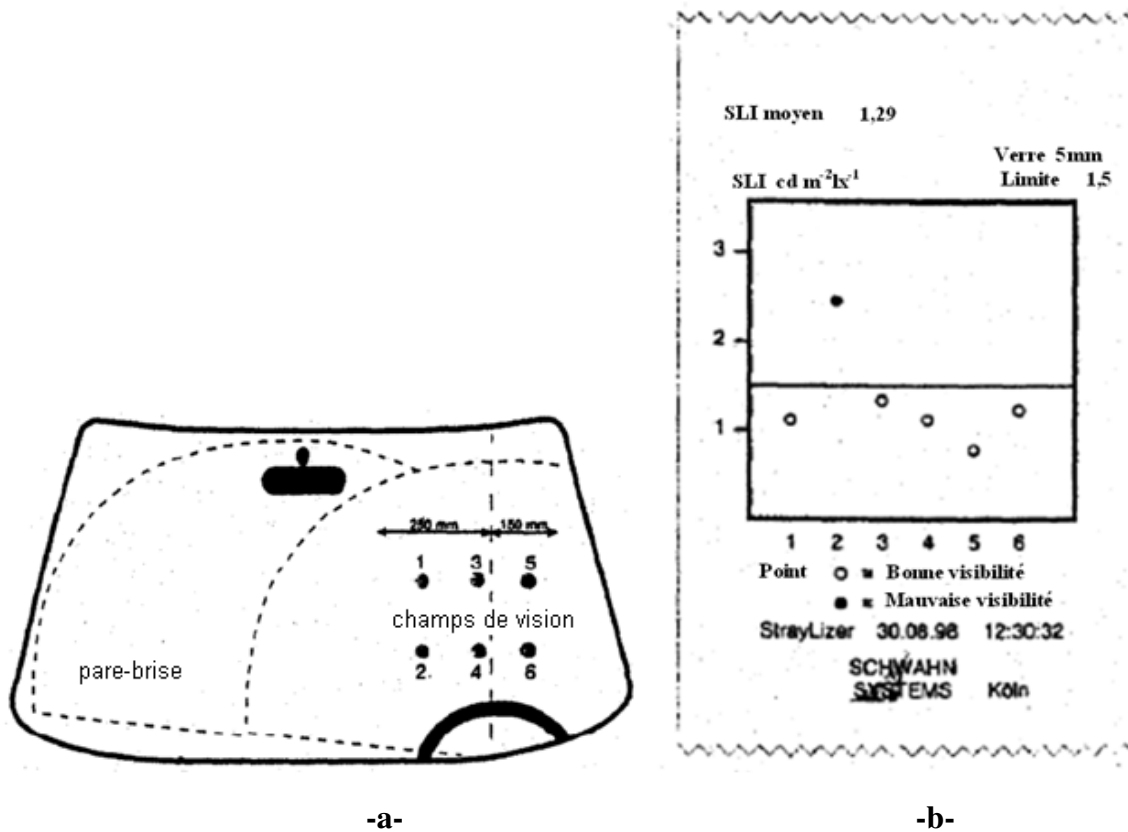 250 mm 150 mm
1 3 5
champs de vision
2 4 6
pare-brise
-a-
SLI moyen 1,29
Verre 5mm
SLI cd m⁻²lx⁻¹ Limite 1,5
3
2
1
1 2 3 4 5 6
Point ○ = Bonne visibilité
● = Mauvaise visibilité
StrayLizer 30.08.98 12:30:32
SCHWAHN
SYSTEMS Köln
-b-